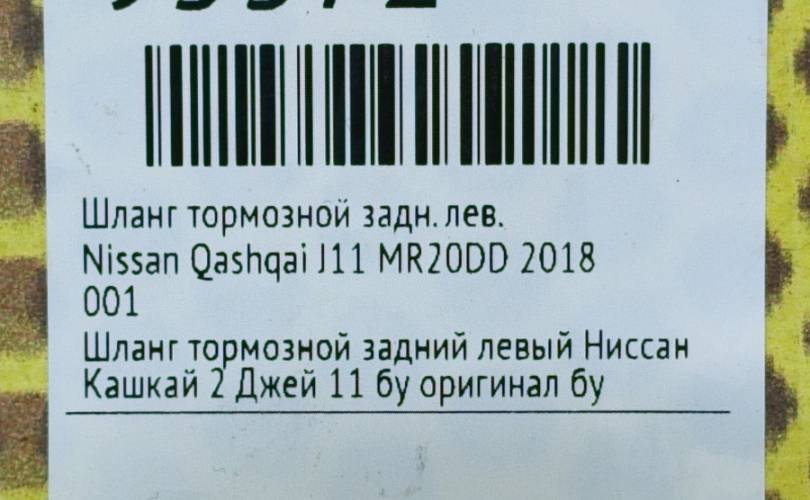 Шланг тормозной задн. лев.
Nissan Qashqai J11 MR20DD 2018
001
Шланг тормозной задний левый Ниссан
Кашкай 2 Джей 11 бу оригинал бу